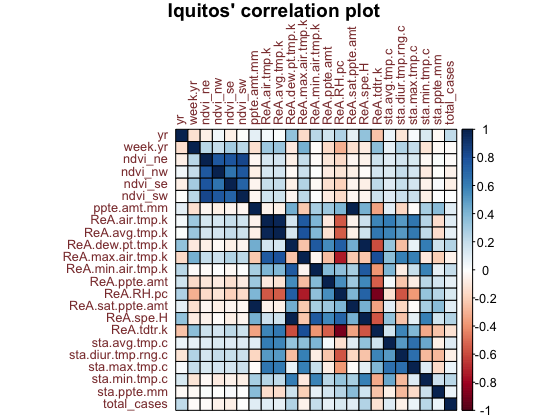 Iquitos' correlation plot
yr
week.yr
ndvi_ne
ndvi_nw
ndvi_se
ndvi_sw
ppte.amt.mm
ReA.air.tmp.k
ReA.avg.tmp.k
ReA.dew.pt.tmp.k
ReA.max.air.tmp.k
ReA.min.air.tmp.k
ReA.ppte.amt
ReA.RH.pc
ReA.sat.ppte.amt
ReA.spe.H
ReA.tdtr.k
sta.avg.tmp.c
sta.diur.tmp.rng.c
sta.max.tmp.c
sta.min.tmp.c
sta.ppte.mm
total_cases
yr
week.yr
ndvi_ne
ndvi_nw
ndvi_se
ndvi_sw
ppte.amt.mm
ReA.air.tmp.k
ReA.avg.tmp.k
ReA.dew.pt.tmp.k
ReA.max.air.tmp.k
ReA.min.air.tmp.k
ReA.ppte.amt
ReA.RH.pc
ReA.sat.ppte.amt
ReA.spe.H
ReA.tdtr.k
sta.avg.tmp.c
sta.diur.tmp.rng.c
sta.max.tmp.c
sta.min.tmp.c
sta.ppte.mm
total_cases
1
0.8
0.6
0.4
0.2
0
-0.2
-0.4
-0.6
-0.8
-1